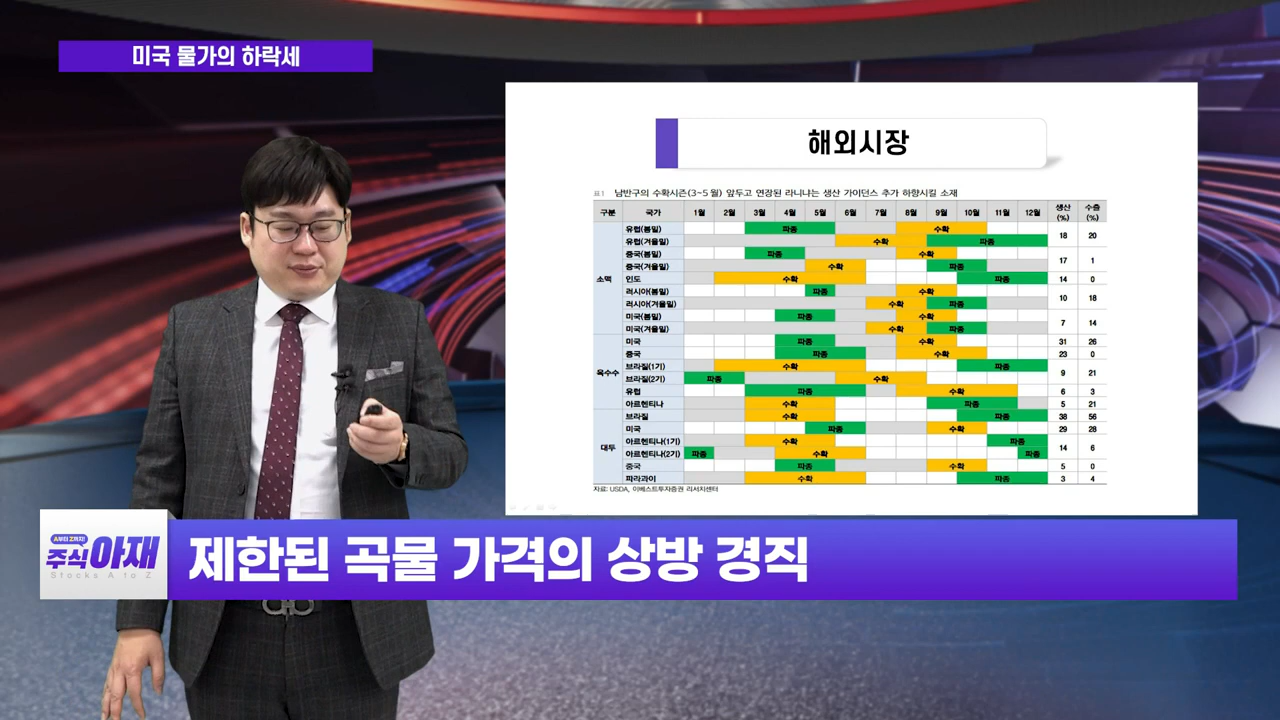 미국 물가의 하락세
해외시장
표1 남반구의 수확시즌(3~5월) 앞두고 연장된 라니냐는 생산 가이던스 추가 하향시킬 소재
구분 국가 1월 2월 3월 4월 5월 6월 7월 8월 9월 10월 11월 12월 생산(%) 수출(%)
소맥
유럽(봄밀) 파종 수확 18 20
유럽(겨울밀) 수확 파종
중국(봄밀) 파종 수확 17 1
중국(겨울밀) 수확 파종
인도 수확 파종 14 0
러시아(봄밀) 파종 수확 10 18
러시아(겨울밀) 수확 파종
미국(봄밀) 파종 수확 7 14
미국(겨울밀) 수확 파종
옥수수
미국 파종 수확 31 26
중국 파종 수확 23 0
브라질(1기) 수확 파종 9 21
브라질(2기) 파종 수확
유럽 파종 수확 6 3
아르헨티나 수확 파종 5 21
대두
브라질 수확 파종 38 56
미국 파종 수확 29 28
아르헨티나(1기) 수확 파종 14 6
아르헨티나(2기) 파종 수확 파종
중국 파종 수확 5 0
파라과이 수확 파종 3 4
자료: USDA, 이베스트투자증권 리서치센터
A부터 Z까지!
주식아재
Stocks A to Z
제한된 곡물 가격의 상방 경직